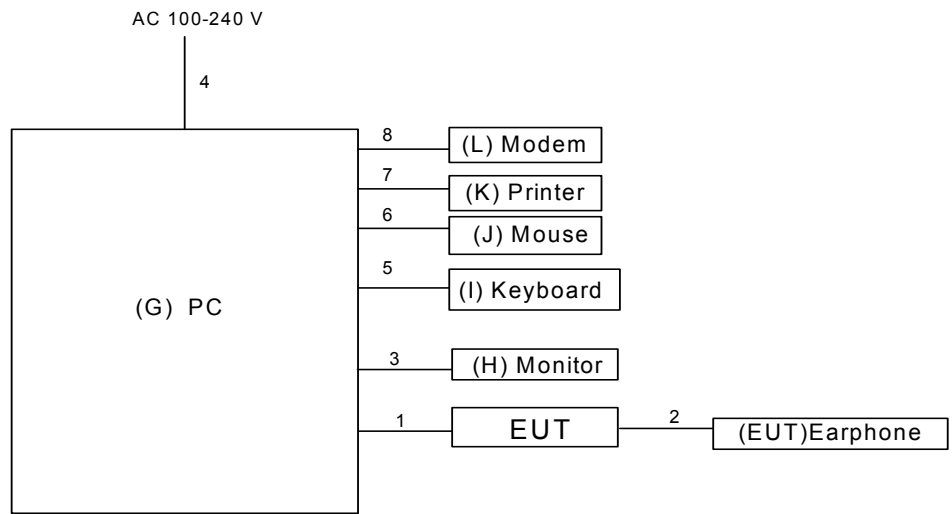 AC 100-240 V
4
8
(L) Modem
7
(K) Printer
6
(J) Mouse
5
(I) Keyboard
(G) PC
3
(H) Monitor
1
EUT
2
(EUT)Earphone